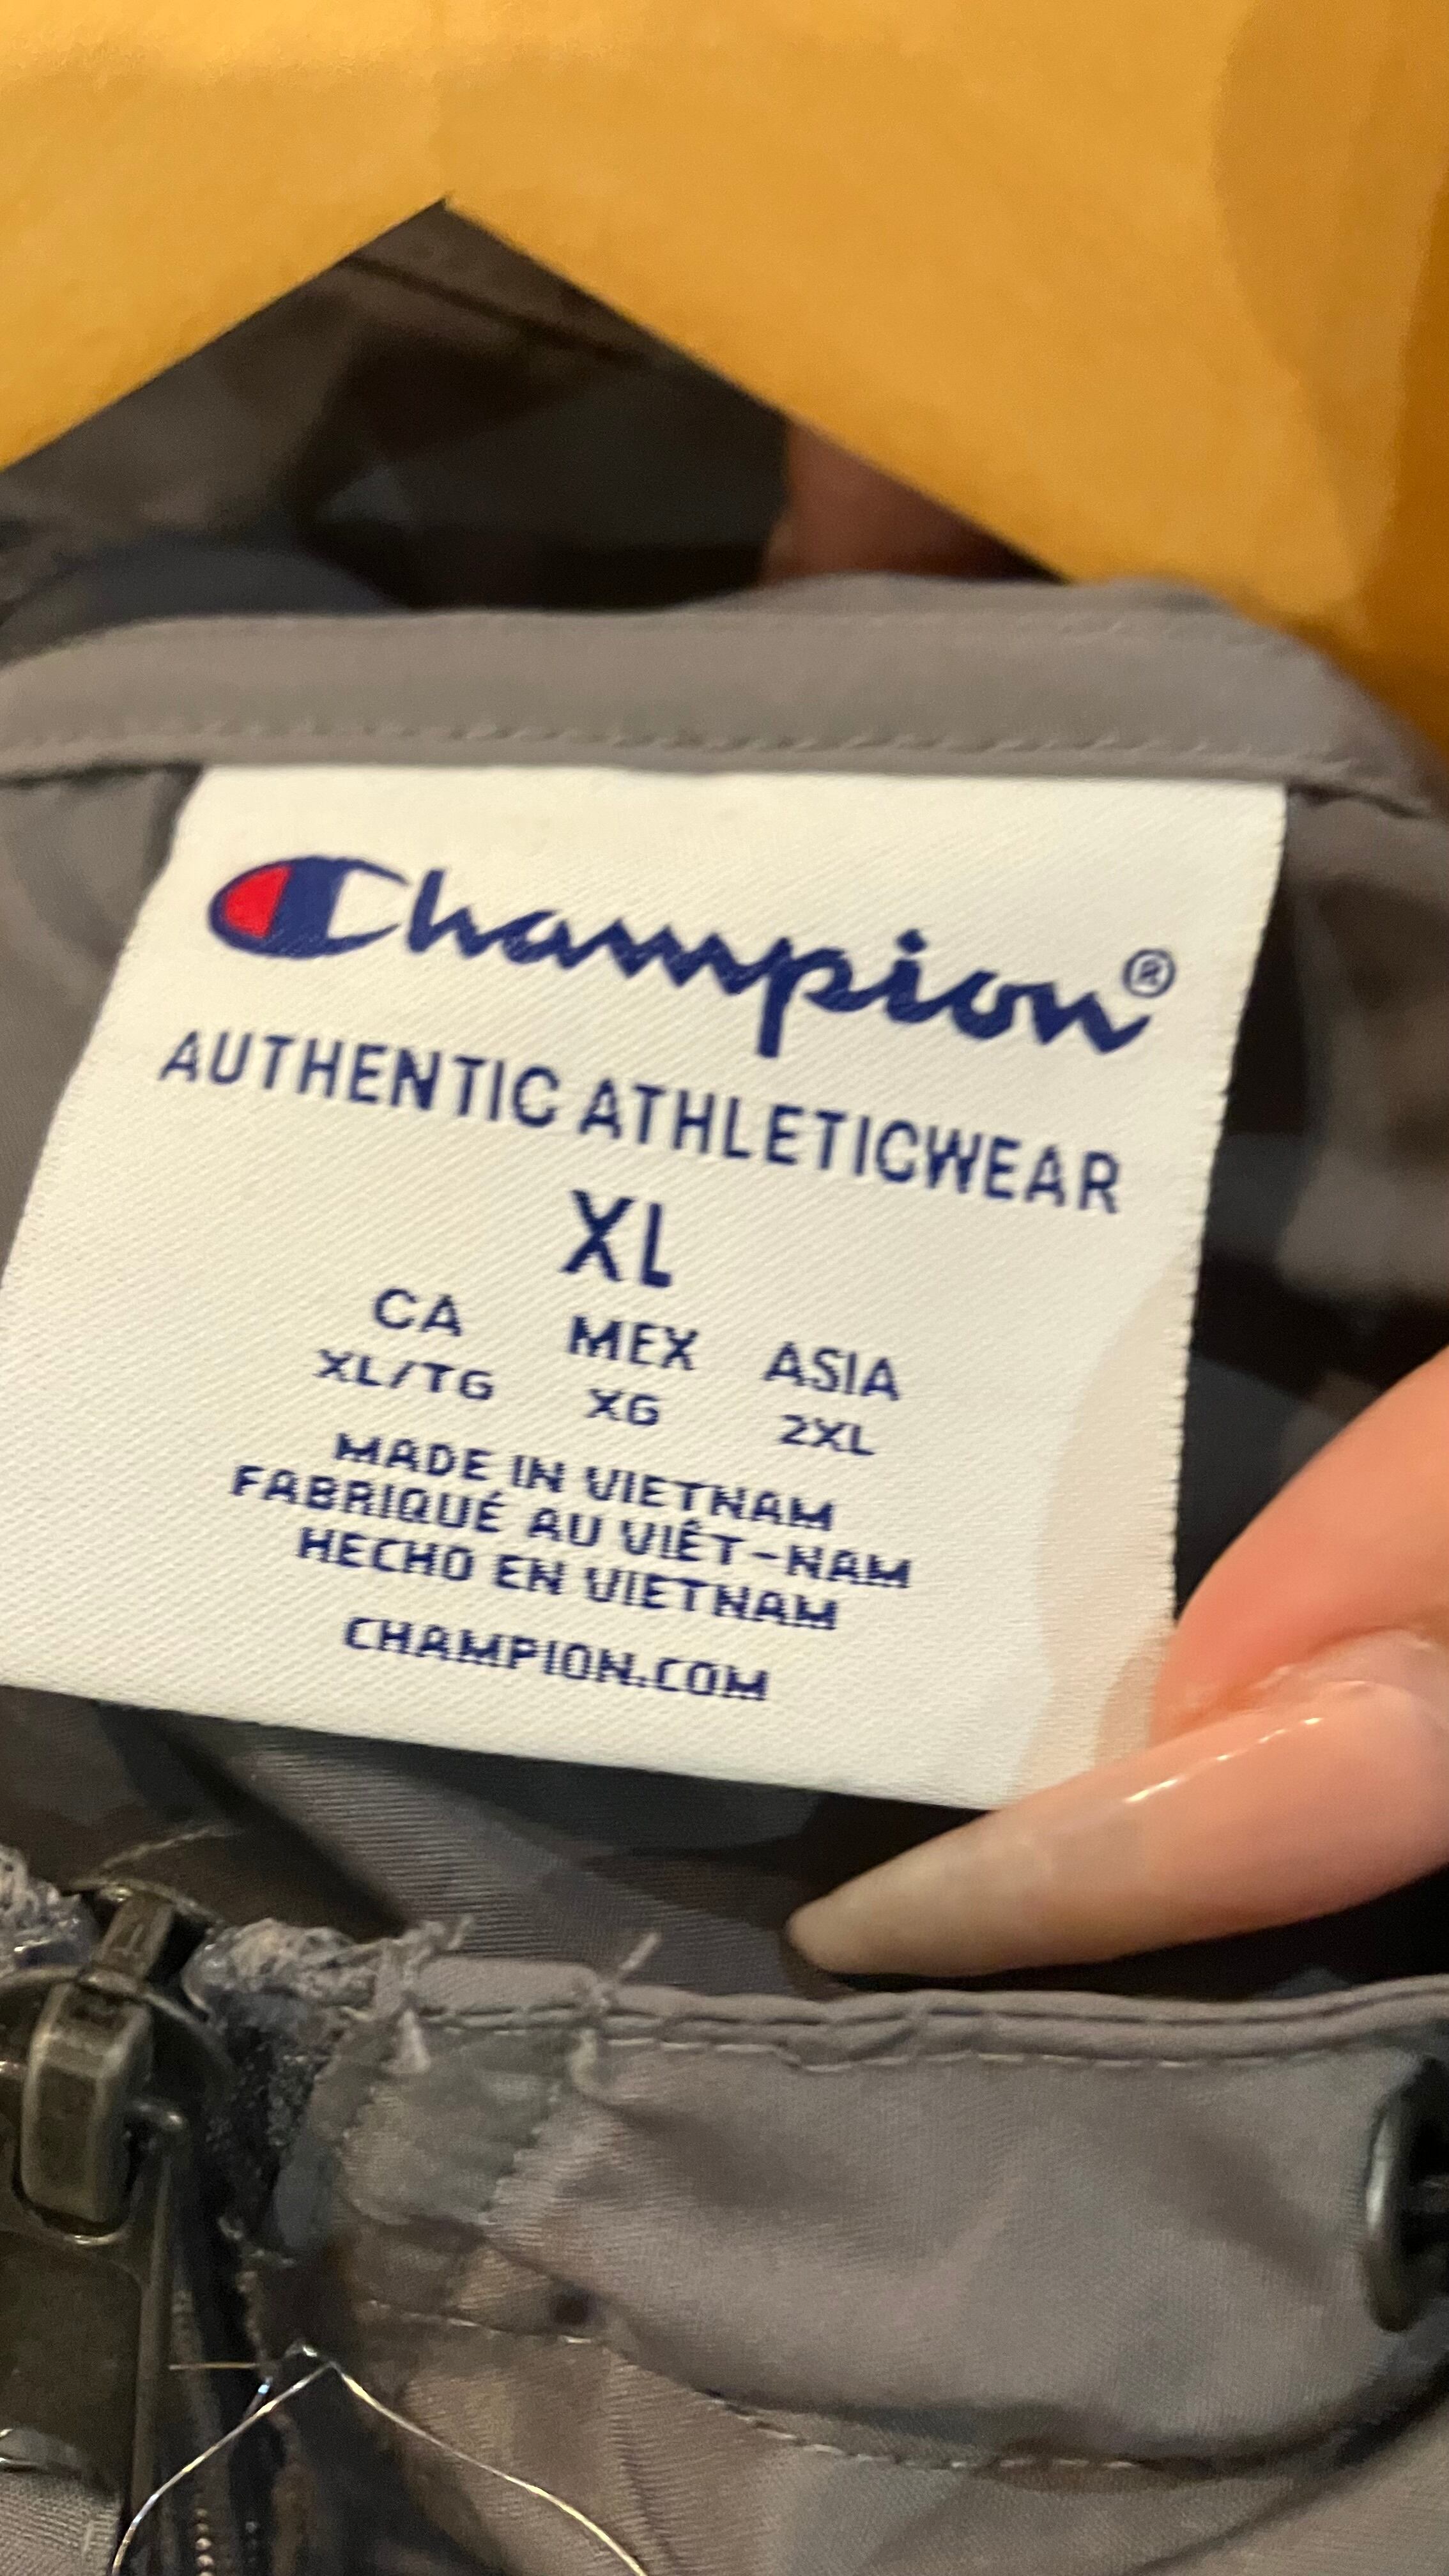 Champion®
AUTHENTIC ATHLETICWEAR
XL
CA MEX ASIA
XL/TG XG 2XL
MADE IN VIETNAM
FABRIQUÉ AU VIÊT-NAM
HECHO EN VIETNAM
CHAMPION.COM